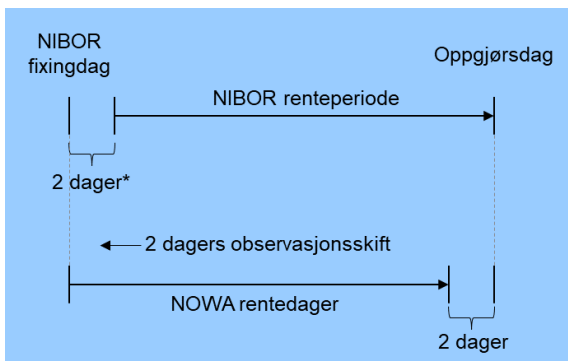 NIBOR
fixingdag
Oppgjørsdag
NIBOR renteperiode
2 dager*
2 dagers observasjonsskift
NOWA rentedager
2 dager